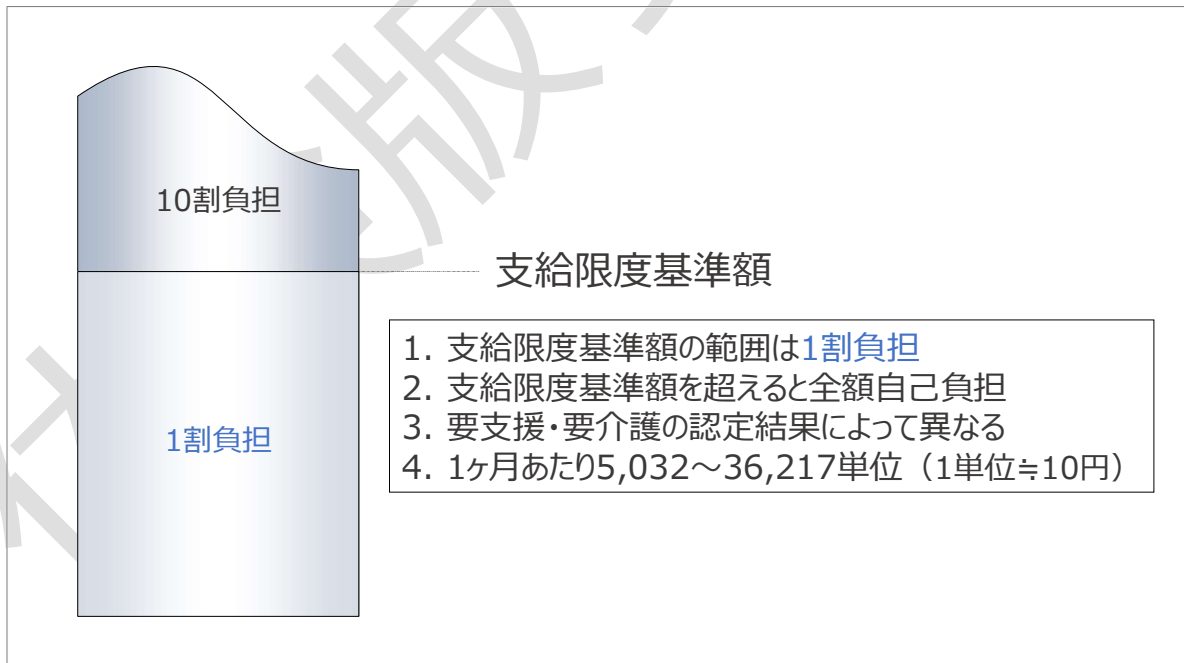 10割負担
支給限度基準額
1. 支給限度基準額の範囲は1割負担
2. 支給限度基準額を超えると全額自己負担
3. 要支援・要介護の認定結果によって異なる
4. 1ヶ月あたり5,032～36,217単位（1単位≒10円）
1割負担